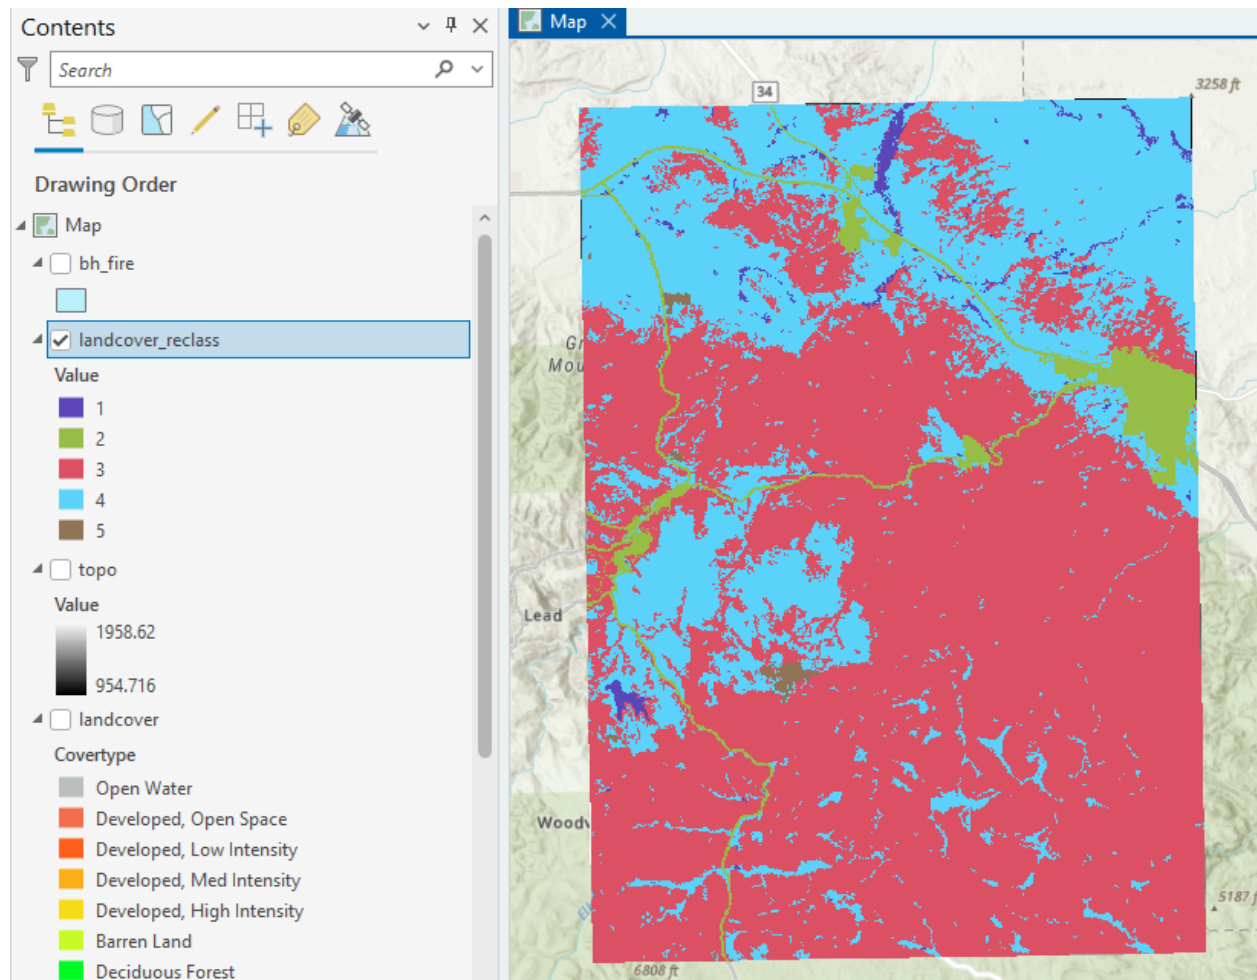 Contents
Search
Drawing Order
Map
bh_fire
landcover_reclass
Value
1
2
3
4
5
topo
Value
1958.62
954.716
landcover
Covertype
Open Water
Developed, Open Space
Developed, Low Intensity
Developed, Med Intensity
Developed, High Intensity
Barren Land
Deciduous Forest
Map
34
3258 ft
Lead
5187 f
6808 ft